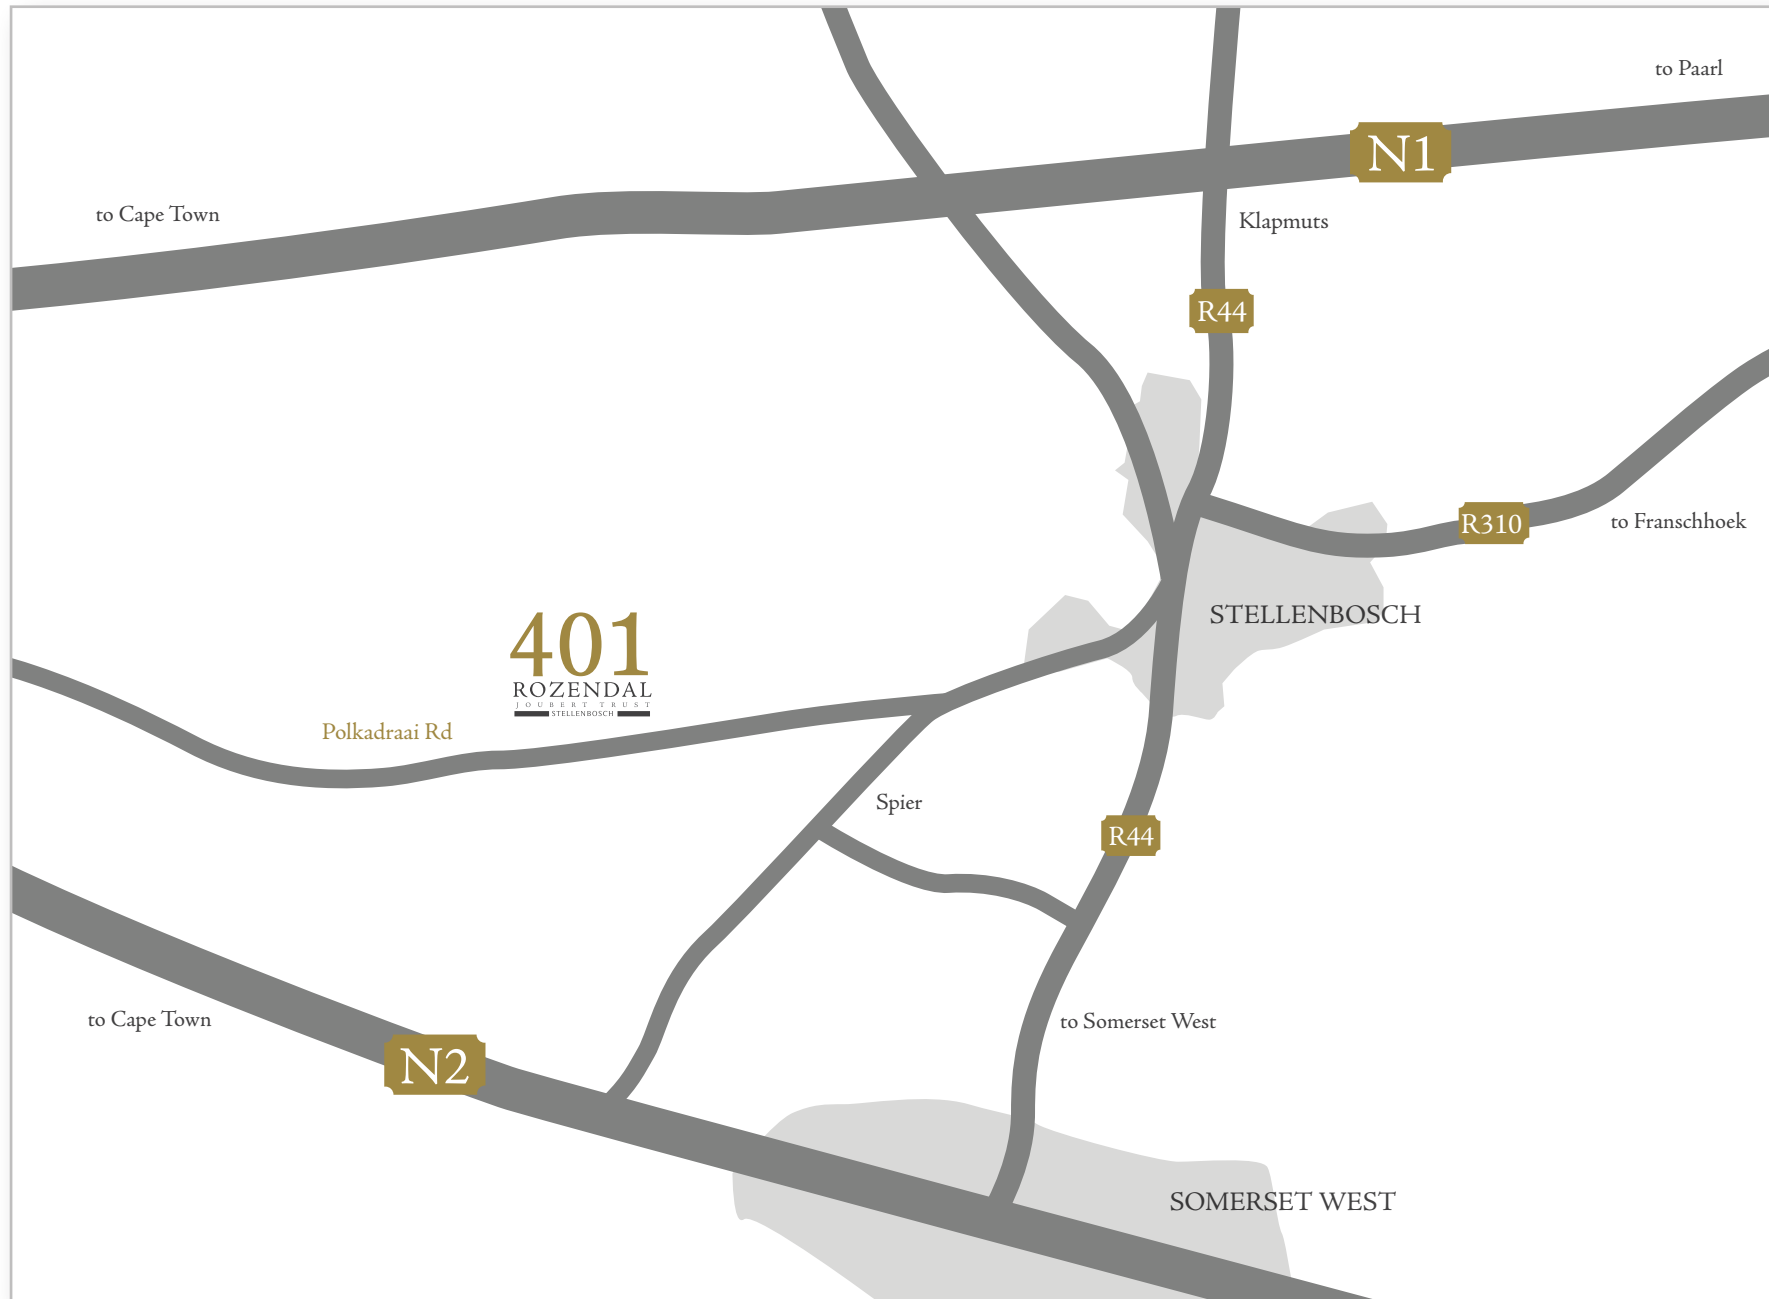 to Paarl
N1
to Cape Town
Klapmuts
R44
R310
to Franschhoek
STELLENBOSCH
401
ROZENDAL
JOUBERT TRUST
STELLENBOSCH
Polkadraai Rd
Spier
R44
to Cape Town
to Somerset West
N2
SOMERSET WEST